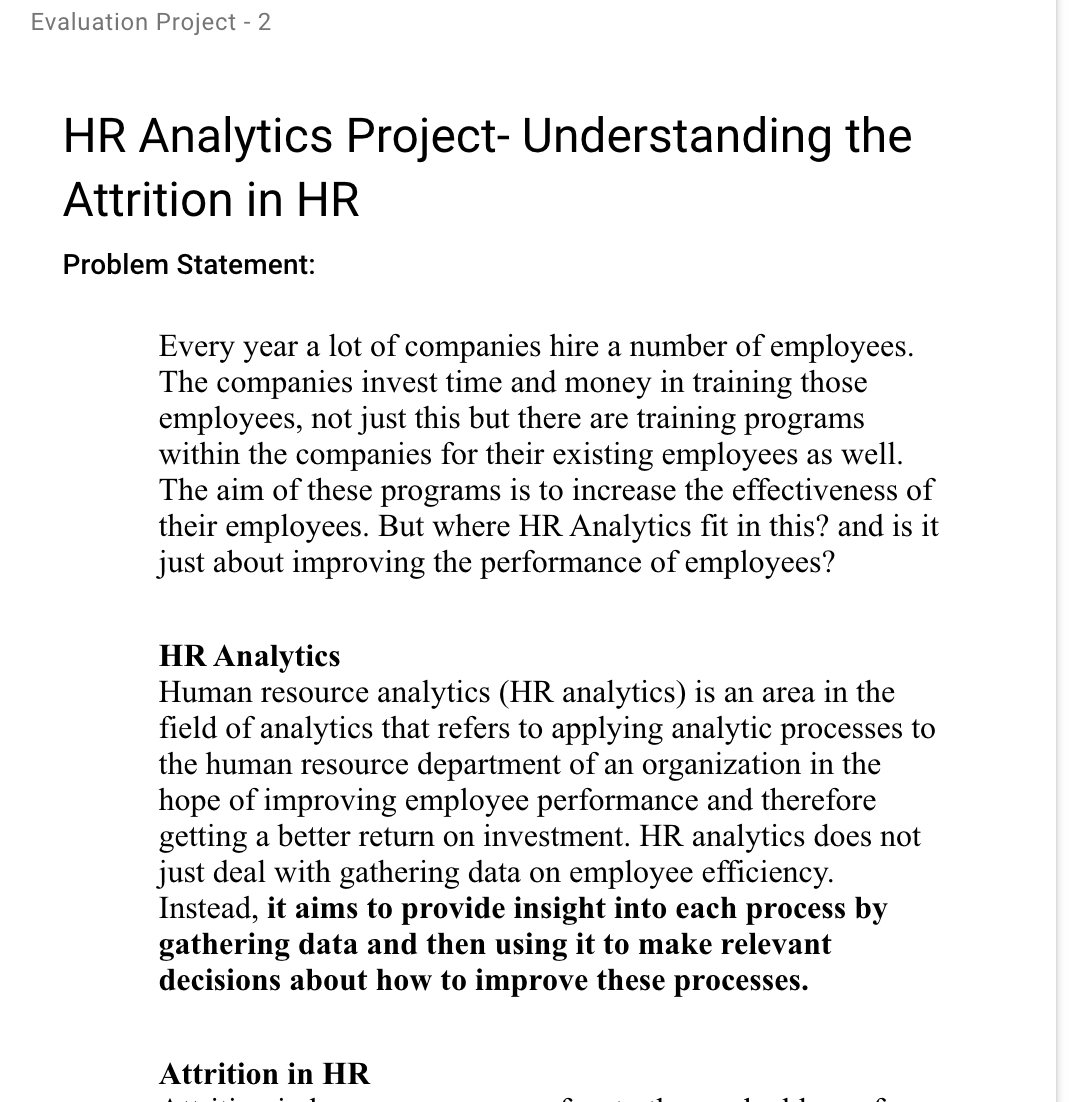 Evaluation Project - 2
HR Analytics Project- Understanding the
Attrition in HR
Problem Statement:
Every year a lot of companies hire a number of employees.
The companies invest time and money in training those
employees, not just this but there are training programs
within the companies for their existing employees as well.
The aim of these programs is to increase the effectiveness of
their employees. But where HR Analytics fit in this? and is it
just about improving the performance of employees?
HR Analytics
Human resource analytics (HR analytics) is an area in the
field of analytics that refers to applying analytic processes to
the human resource department of an organization in the
hope of improving employee performance and therefore
getting a better return on investment. HR analytics does not
just deal with gathering data on employee efficiency.
Instead, it aims to provide insight into each process by
gathering data and then using it to make relevant
decisions about how to improve these processes.
Attrition in HR